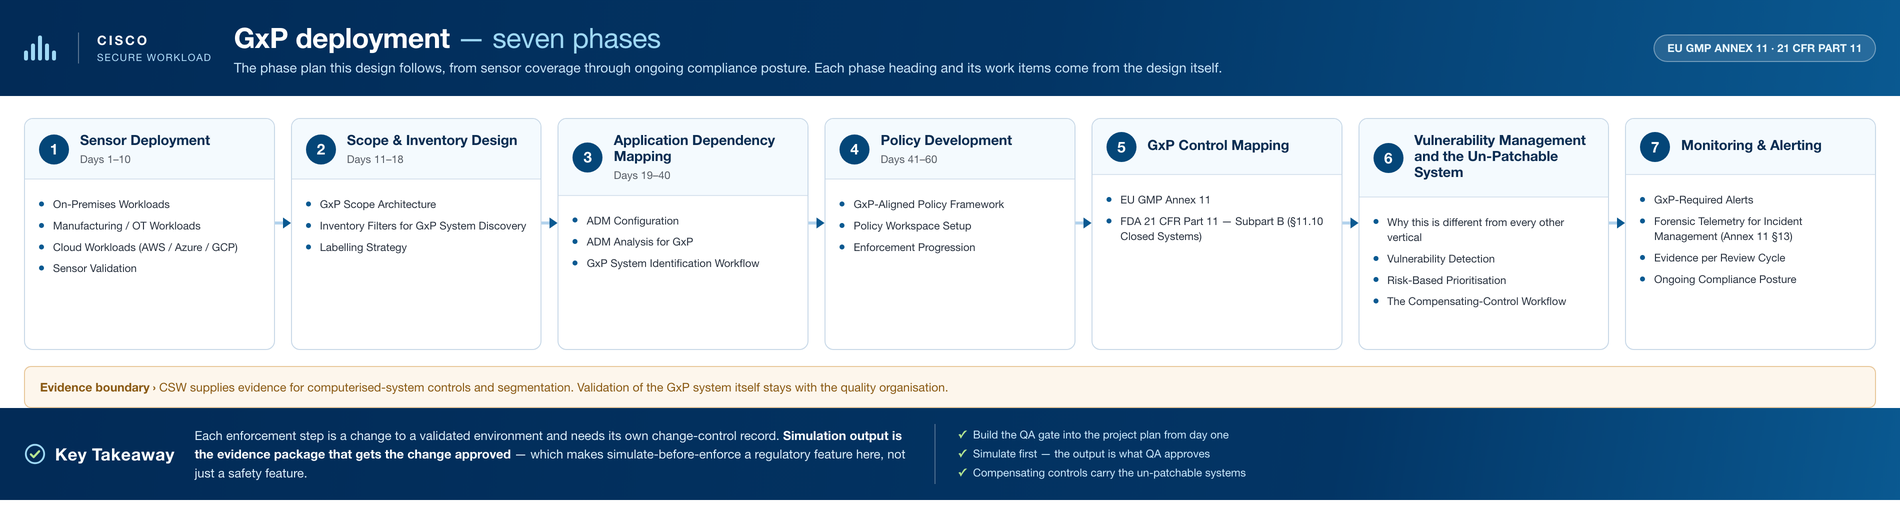 CISCO
SECURE WORKLOAD
GxP deployment — seven phases
The phase plan this design follows, from sensor coverage through ongoing compliance posture. Each phase heading and its work items come from the design itself.
EU GMP ANNEX 11 · 21 CFR PART 11
1
Sensor Deployment
Days 1–10
On-Premises Workloads
Manufacturing / OT Workloads
Cloud Workloads (AWS / Azure / GCP)
Sensor Validation
2
Scope & Inventory Design
Days 11–18
GxP Scope Architecture
Inventory Filters for GxP System Discovery
Labelling Strategy
3
Application Dependency
Mapping
Days 19–40
ADM Configuration
ADM Analysis for GxP
GxP System Identification Workflow
4
Policy Development
Days 41–60
GxP-Aligned Policy Framework
Policy Workspace Setup
Enforcement Progression
5
GxP Control Mapping
EU GMP Annex 11
FDA 21 CFR Part 11 — Subpart B (§11.10
Closed Systems)
6
Vulnerability Management
and the Un-Patchable
System
Why this is different from every other
vertical
Vulnerability Detection
Risk-Based Prioritisation
The Compensating-Control Workflow
7
Monitoring & Alerting
GxP-Required Alerts
Forensic Telemetry for Incident
Management (Annex 11 §13)
Evidence per Review Cycle
Ongoing Compliance Posture
Evidence boundary › CSW supplies evidence for computerised-system controls and segmentation. Validation of the GxP system itself stays with the quality organisation.
Key Takeaway
Each enforcement step is a change to a validated environment and needs its own change-control record. Simulation output is
the evidence package that gets the change approved — which makes simulate-before-enforce a regulatory feature here, not
just a safety feature.
✓ Build the QA gate into the project plan from day one
✓ Simulate first — the output is what QA approves
✓ Compensating controls carry the un-patchable systems